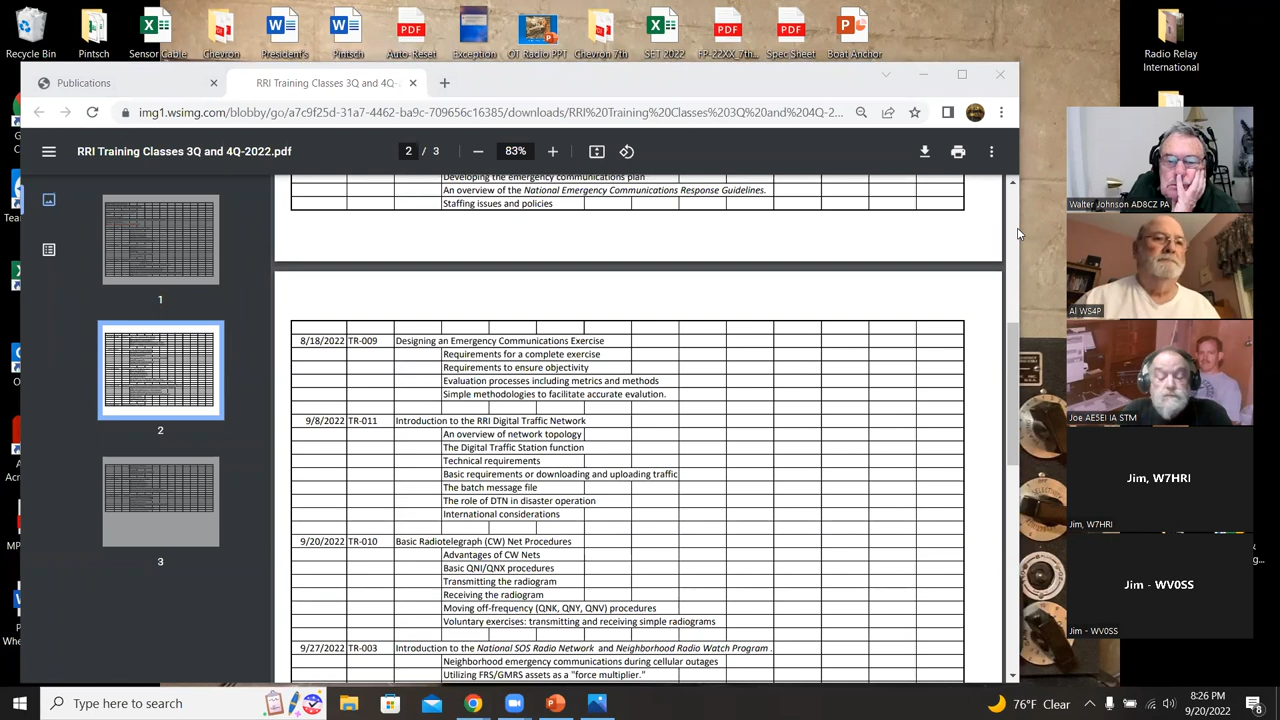 Recycle Bin
Pintsch
Sensor Cable
Chevron
President's
Pintsch
Auto-Reset
Exception
OT Radio PPT
Chevron 7th
SET 2022
FP-22XX_7th...
Spec Sheet
Boat Anchor
Radio Relay International
Publications
RRI Training Classes 3Q and 4Q-
img1.wsimg.com/blobby/go/a7c9f25d-31a7-4462-ba9c-709656c16385/downloads/RRI%20Training%20Classes%203Q%20and%204Q-2...
RRI Training Classes 3Q and 4Q-2022.pdf
2 / 3
83%
1
2
3
Developing the emergency communications plan
An overview of the National Emergency Communications Response Guidelines.
Staffing issues and policies
8/18/2022 TR-009 Designing an Emergency Communications Exercise
Requirements for a complete exercise
Requirements to ensure objectivity
Evaluation processes including metrics and methods
Simple methodologies to facilitate accurate evalution.
9/8/2022 TR-011 Introduction to the RRI Digital Traffic Network
An overview of network topology
The Digital Traffic Station function
Technical requirements
Basic requirements or downloading and uploading traffic
The batch message file
The role of DTN in disaster operation
International considerations
9/20/2022 TR-010 Basic Radiotelegraph (CW) Net Procedures
Advantages of CW Nets
Basic QNI/QNX procedures
Transmitting the radiogram
Receiving the radiogram
Moving off-frequency (QNK, QNY, QNV) procedures
Voluntary exercises: transmitting and receiving simple radiograms
9/27/2022 TR-003 Introduction to the National SOS Radio Network and Neighborhood Radio Watch Program.
Neighborhood emergency communications during cellular outages
Utilizing FRS/GMRS assets as a "force multiplier."
Walter Johnson AD8CZ PA
Al WS4P
Joe AE5EI IA STM
Jim, W7HRI
Jim, W7HRI
Jim - WV0SS
Jim - WV0SS
Type here to search
76°F Clear
8:26 PM
9/20/2022
8